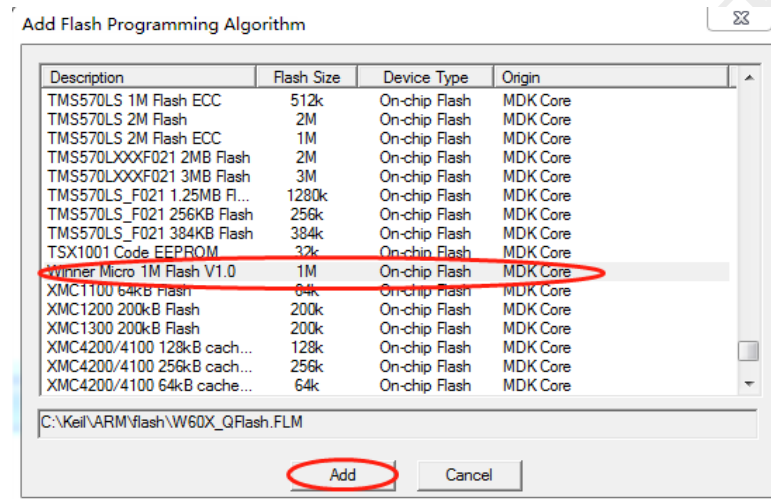 Add Flash Programming Algorithm
Description Flash Size Device Type Origin
TMS570LS 1M Flash ECC 512k On-chip Flash MDK Core
TMS570LS 2M Flash 2M On-chip Flash MDK Core
TMS570LS 2M Flash ECC 1M On-chip Flash MDK Core
TMS570LXXXF021 2MB Flash 2M On-chip Flash MDK Core
TMS570LXXXF021 3MB Flash 3M On-chip Flash MDK Core
TMS570LS_F021 1.25MB Fl... 1280k On-chip Flash MDK Core
TMS570LS_F021 256KB Flash 256k On-chip Flash MDK Core
TMS570LS_F021 384KB Flash 384k On-chip Flash MDK Core
TSX1001 Code EEPROM 32k On-chip Flash MDK Core
Winner Micro 1M Flash V1.0 1M On-chip Flash MDK Core
XMC1100 64kB Flash 64k On-chip Flash MDK Core
XMC1200 200kB Flash 200k On-chip Flash MDK Core
XMC1300 200kB Flash 200k On-chip Flash MDK Core
XMC4200/4100 128kB cach... 128k On-chip Flash MDK Core
XMC4200/4100 256kB cach... 256k On-chip Flash MDK Core
XMC4200/4100 64kB cache... 64k On-chip Flash MDK Core
C:\Keil\ARM\flash\W60X_QFlash.FLM
Add Cancel